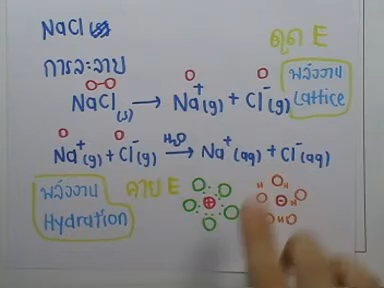 NaCl
ดูด E
การละลาย
NaCl(s) → Na⁺(g) + Cl⁻(g)
พลังงาน
Lattice
H₂O
Na⁺(g) + Cl⁻(g) → Na⁺(aq) + Cl⁻(aq)
พลังงาน
Hydration
คาย E
⊕
⊖